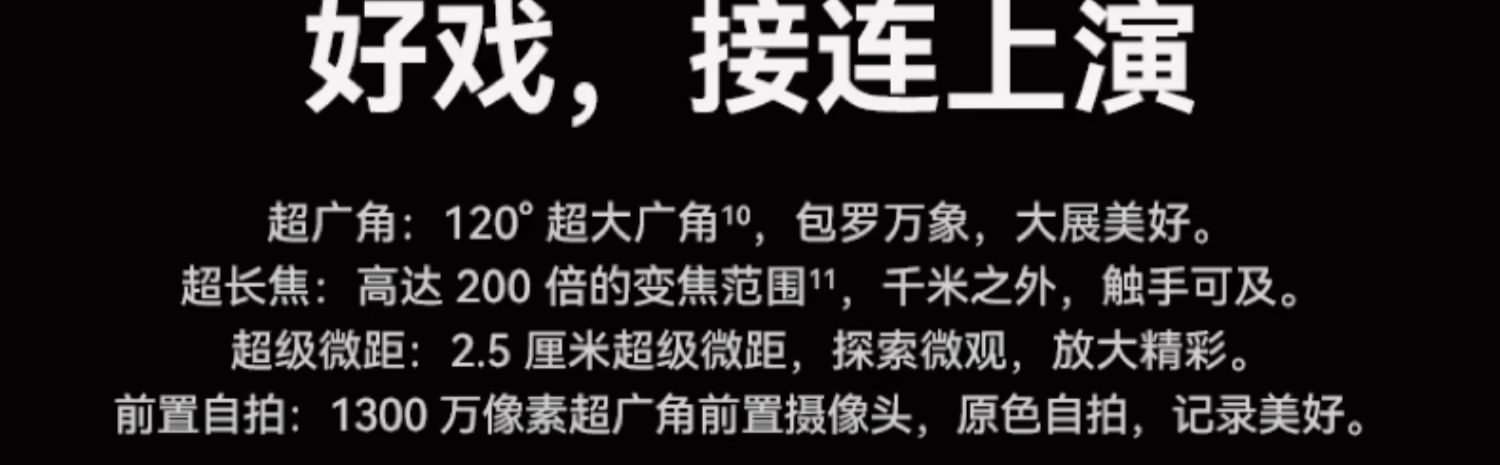 好戏，接连上演
超广角：120° 超大广角¹⁰，包罗万象，大展美好。
超长焦：高达 200 倍的变焦范围¹¹，千米之外，触手可及。
超级微距：2.5 厘米超级微距，探索微观，放大精彩。
前置自拍：1300 万像素超广角前置摄像头，原色自拍，记录美好。